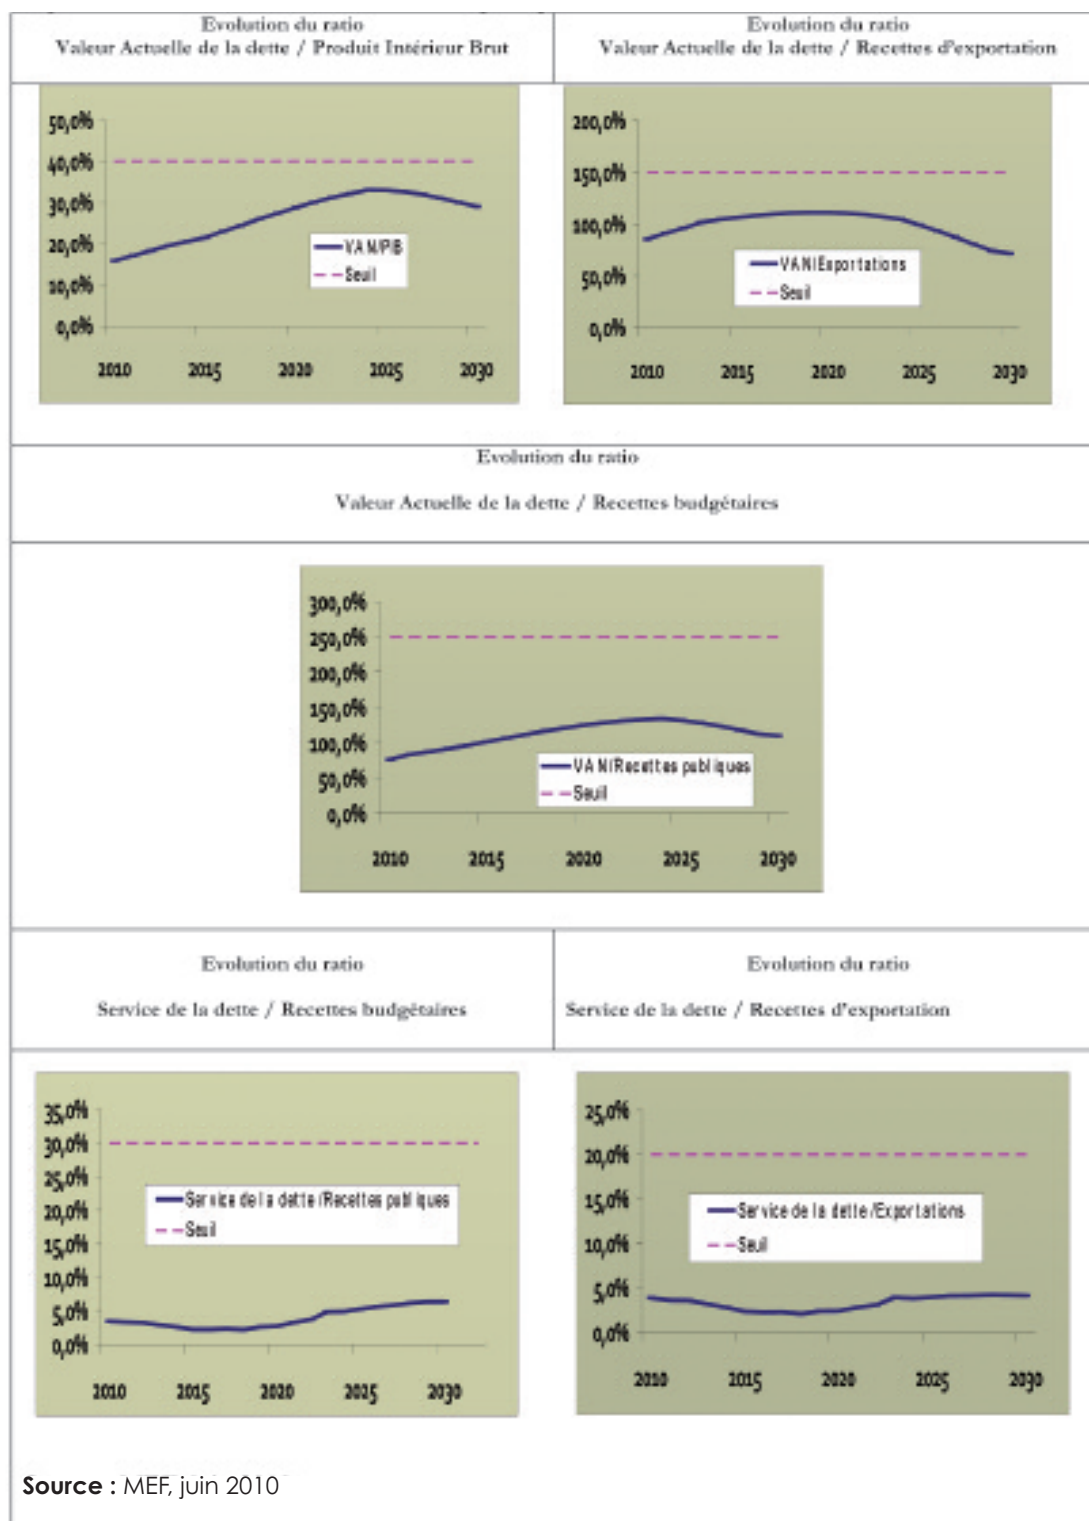 Evolution du ratio
Valeur Actuelle de la dette / Produit Intérieur Brut
Evolution du ratio
Valeur Actuelle de la dette / Recettes d'exportation
50,0%
40,0%
30,0%
20,0%
10,0%
0,0%
VAN/PIB
Seuil
2010 2015 2020 2025 2030
200,0%
150,0%
100,0%
50,0%
0,0%
VAN/Exportations
Seuil
2010 2015 2020 2025 2030
Evolution du ratio
Valeur Actuelle de la dette / Recettes budgétaires
300,0%
250,0%
200,0%
150,0%
100,0%
50,0%
0,0%
VAN/Recettes publiques
Seuil
2010 2015 2020 2025 2030
Evolution du ratio
Service de la dette / Recettes budgétaires
Evolution du ratio
Service de la dette / Recettes d'exportation
35,0%
30,0%
25,0%
20,0%
15,0%
10,0%
5,0%
0,0%
Service de la dette /Recettes publiques
Seuil
2010 2015 2020 2025 2030
25,0%
20,0%
15,0%
10,0%
5,0%
0,0%
Service de la dette /Exportations
Seuil
2010 2015 2020 2025 2030
Source : MEF, juin 2010